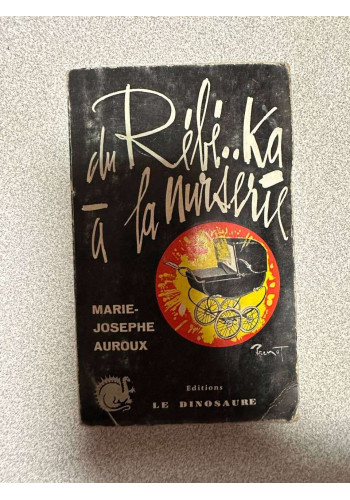 du Rébé..Ka
à la nurserie
MARIE-
JOSEPHE
AUROUX
Editions
LE DINOSAURE